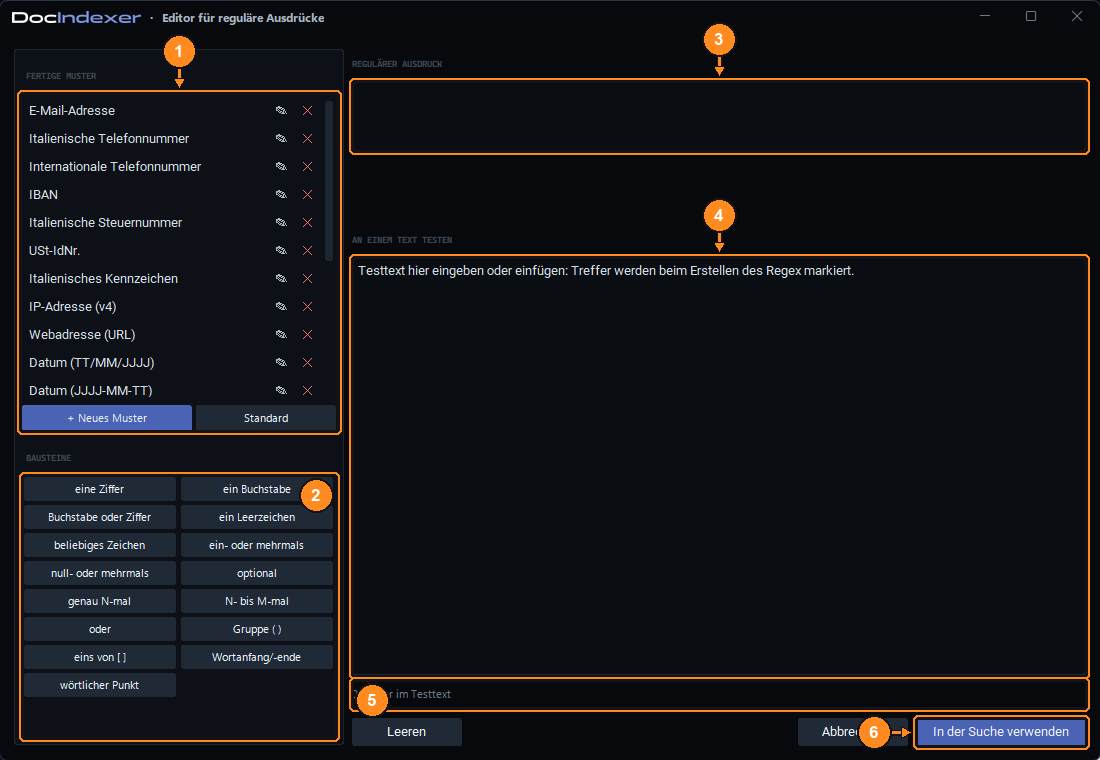 DocIndexer · Editor für reguläre Ausdrücke
1
3
FERTIGE MUSTER
REGULÄRER AUSDRUCK
E-Mail-Adresse
Italienische Telefonnummer
Internationale Telefonnummer
IBAN
Italienische Steuernummer
USt-IdNr.
Italienisches Kennzeichen
IP-Adresse (v4)
Webadresse (URL)
Datum (TT/MM/JJJJ)
Datum (JJJJ-MM-TT)
+ Neues Muster
Standard
4
AN EINEM TEXT TESTEN
Testtext hier eingeben oder einfügen: Treffer werden beim Erstellen des Regex markiert.
BAUSTEINE
eine Ziffer
ein Buchstabe
2
Buchstabe oder Ziffer
ein Leerzeichen
beliebiges Zeichen
ein- oder mehrmals
null- oder mehrmals
optional
genau N-mal
N- bis M-mal
oder
Gruppe ( )
eins von [ ]
Wortanfang/-ende
wörtlicher Punkt
5
im Testtext
Leeren
6
In der Suche verwenden